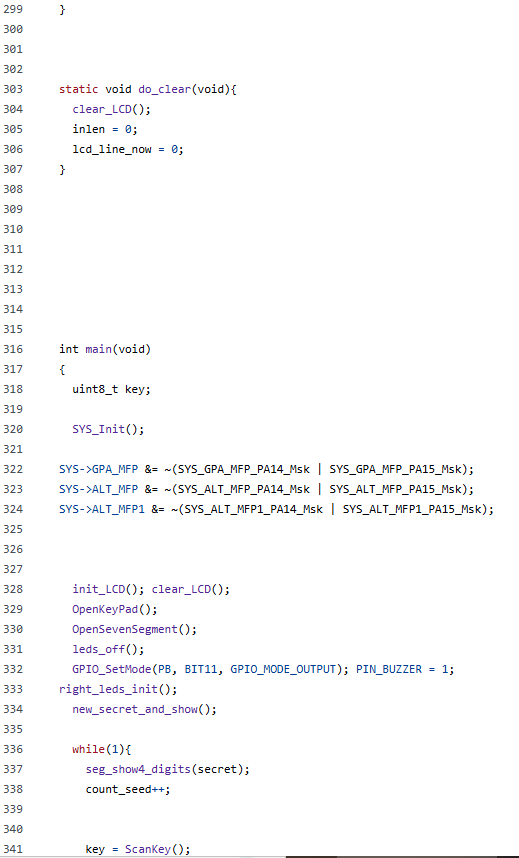 299 }
300
301
302
303 static void do_clear(void){
304 clear_LCD();
305 inlen = 0;
306 lcd_line_now = 0;
307 }
308
309
310
311
312
313
314
315
316 int main(void)
317 {
318 uint8_t key;
319
320 SYS_Init();
321
322 SYS->GPA_MFP &= ~(SYS_GPA_MFP_PA14_Msk | SYS_GPA_MFP_PA15_Msk);
323 SYS->ALT_MFP &= ~(SYS_ALT_MFP_PA14_Msk | SYS_ALT_MFP_PA15_Msk);
324 SYS->ALT_MFP1 &= ~(SYS_ALT_MFP1_PA14_Msk | SYS_ALT_MFP1_PA15_Msk);
325
326
327
328 init_LCD(); clear_LCD();
329 OpenKeyPad();
330 OpenSevenSegment();
331 leds_off();
332 GPIO_SetMode(PB, BIT11, GPIO_MODE_OUTPUT); PIN_BUZZER = 1;
333 right_leds_init();
334 new_secret_and_show();
335
336 while(1){
337 seg_show4_digits(secret);
338 count_seed++;
339
340
341 key = ScanKey();